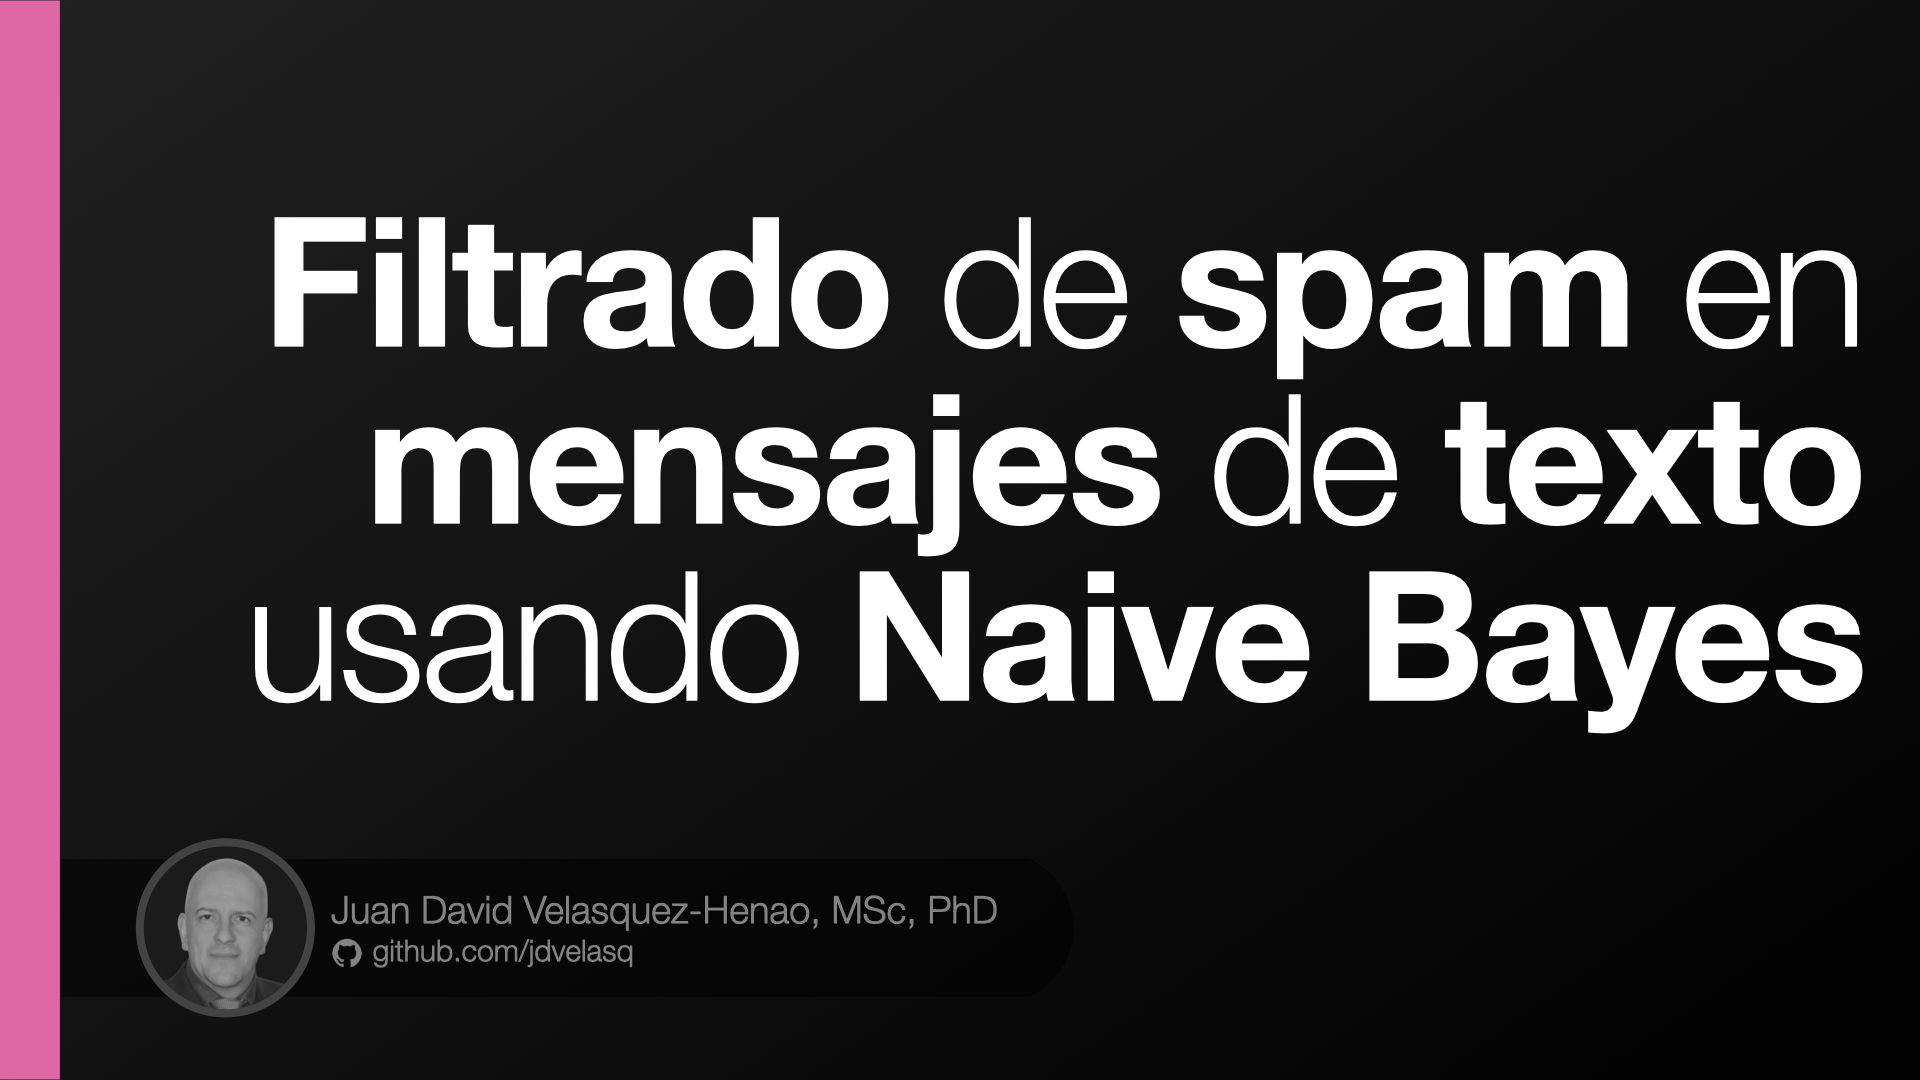 Filtrado de spam en
mensajes de texto
usando Naive Bayes
Juan David Velasquez-Henao, MSc, PhD
github.com/jdvelasq